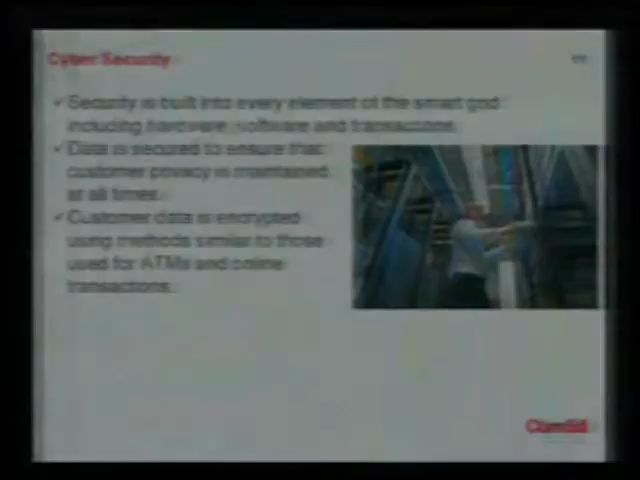 Cyber Security
✓ Security is built into every element of the smart grid
including hardware, software and transactions.
✓ Data is secured to ensure that
customer privacy is maintained
at all times.
✓ Customer data is encrypted
using methods similar to those
used for ATMs and online
transactions.
ComEd